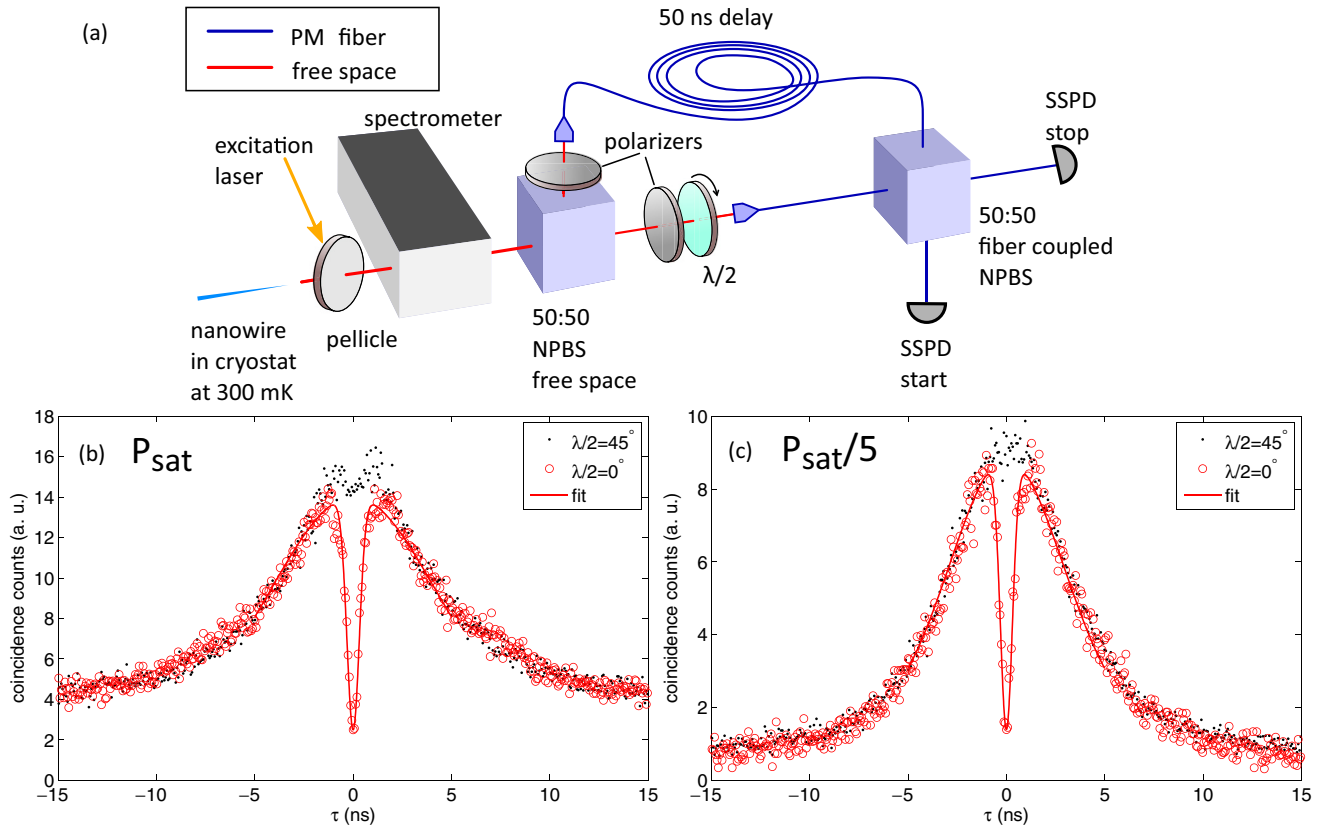 (a)
PM fiber
free space
50 ns delay
SSPD
stop
spectrometer
polarizers
excitation
laser
50:50
fiber coupled
NPBS
λ/2
pellicle
50:50
NPBS
free space
SSPD
start
nanowire
in cryostat
at 300 mK
(b) Psat
λ/2=45°
λ/2=0°
fit
18
16
14
12
10
8
6
4
2
0
coincidence counts (a. u.)
−15 −10 −5 0 5 10 15
τ (ns)
(c) Psat/5
λ/2=45°
λ/2=0°
fit
10
8
6
4
2
0
coincidence counts (a. u.)
−15 −10 −5 0 5 10 15
τ (ns)